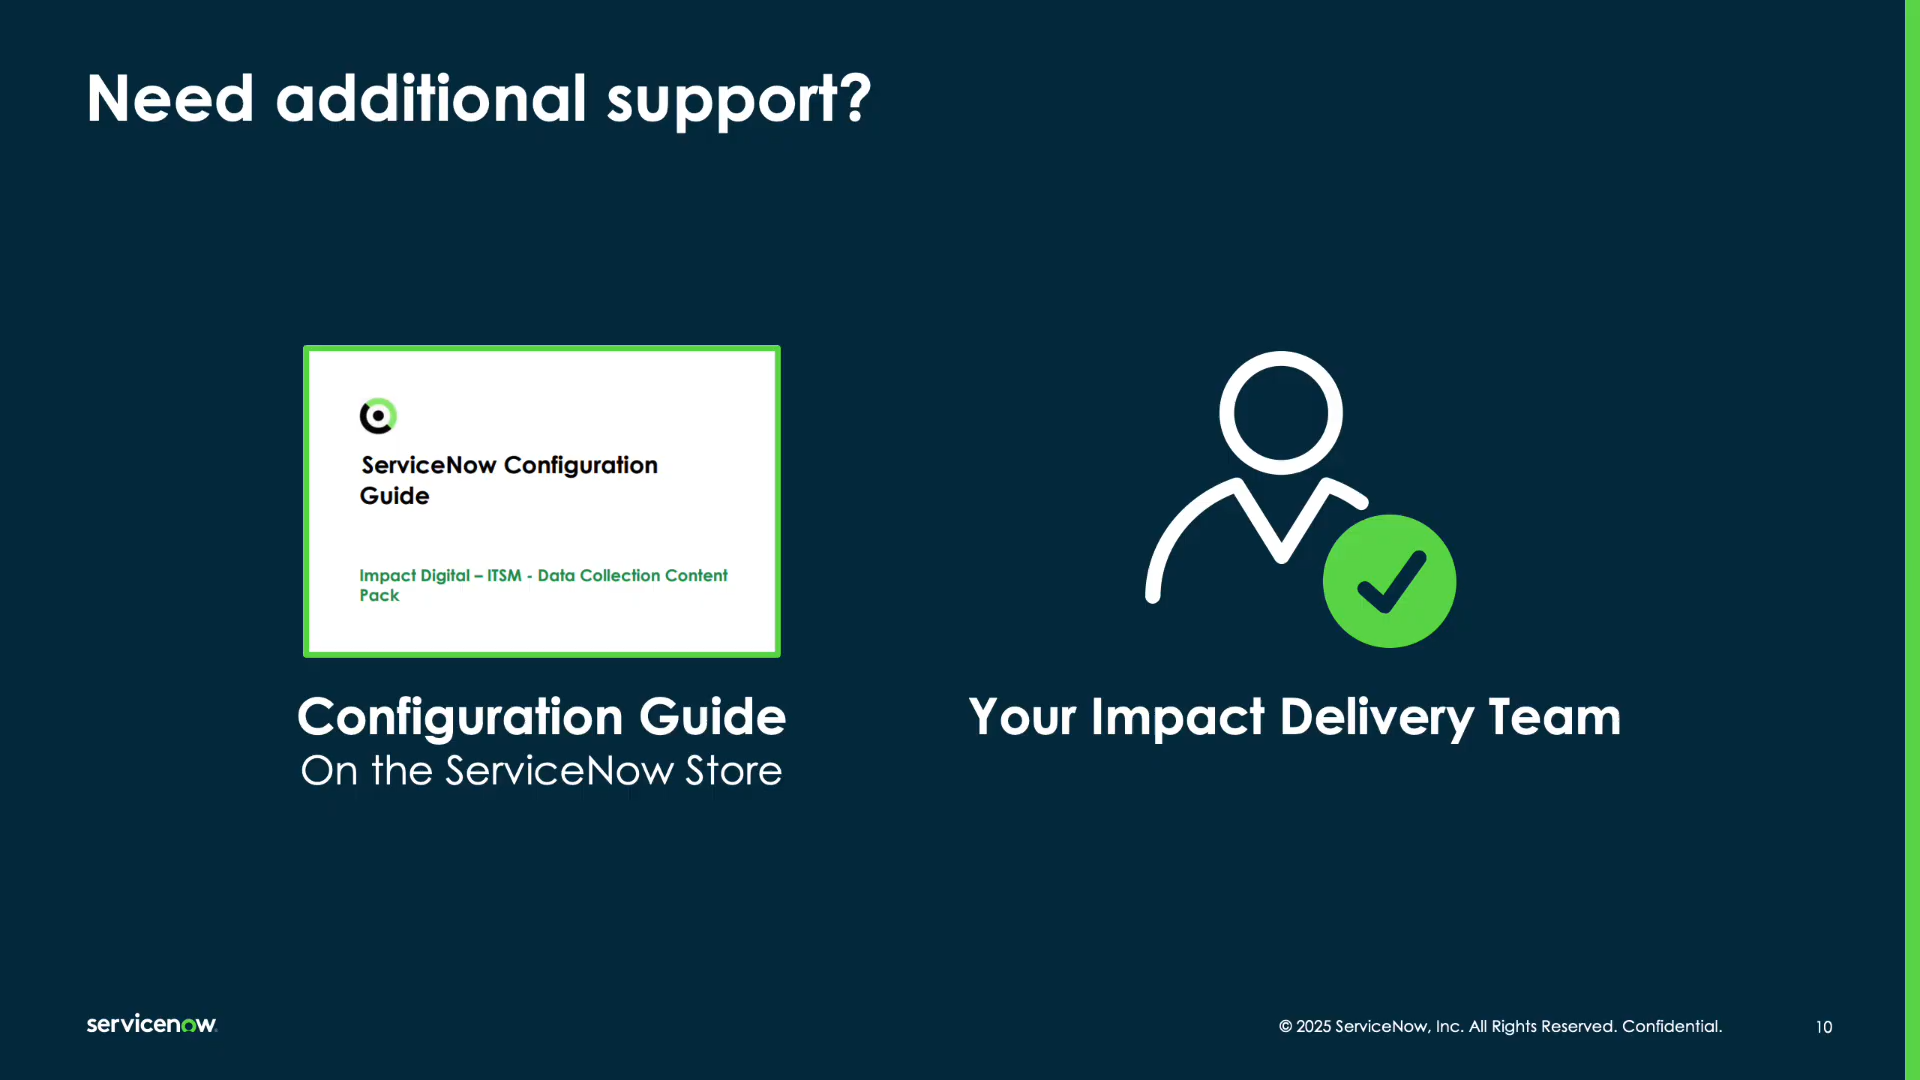 Need additional support?
ServiceNow Configuration
Guide
Impact Digital – ITSM - Data Collection Content
Pack
Configuration Guide
On the ServiceNow Store
Your Impact Delivery Team
servicenow
© 2025 ServiceNow, Inc. All Rights Reserved. Confidential.
10